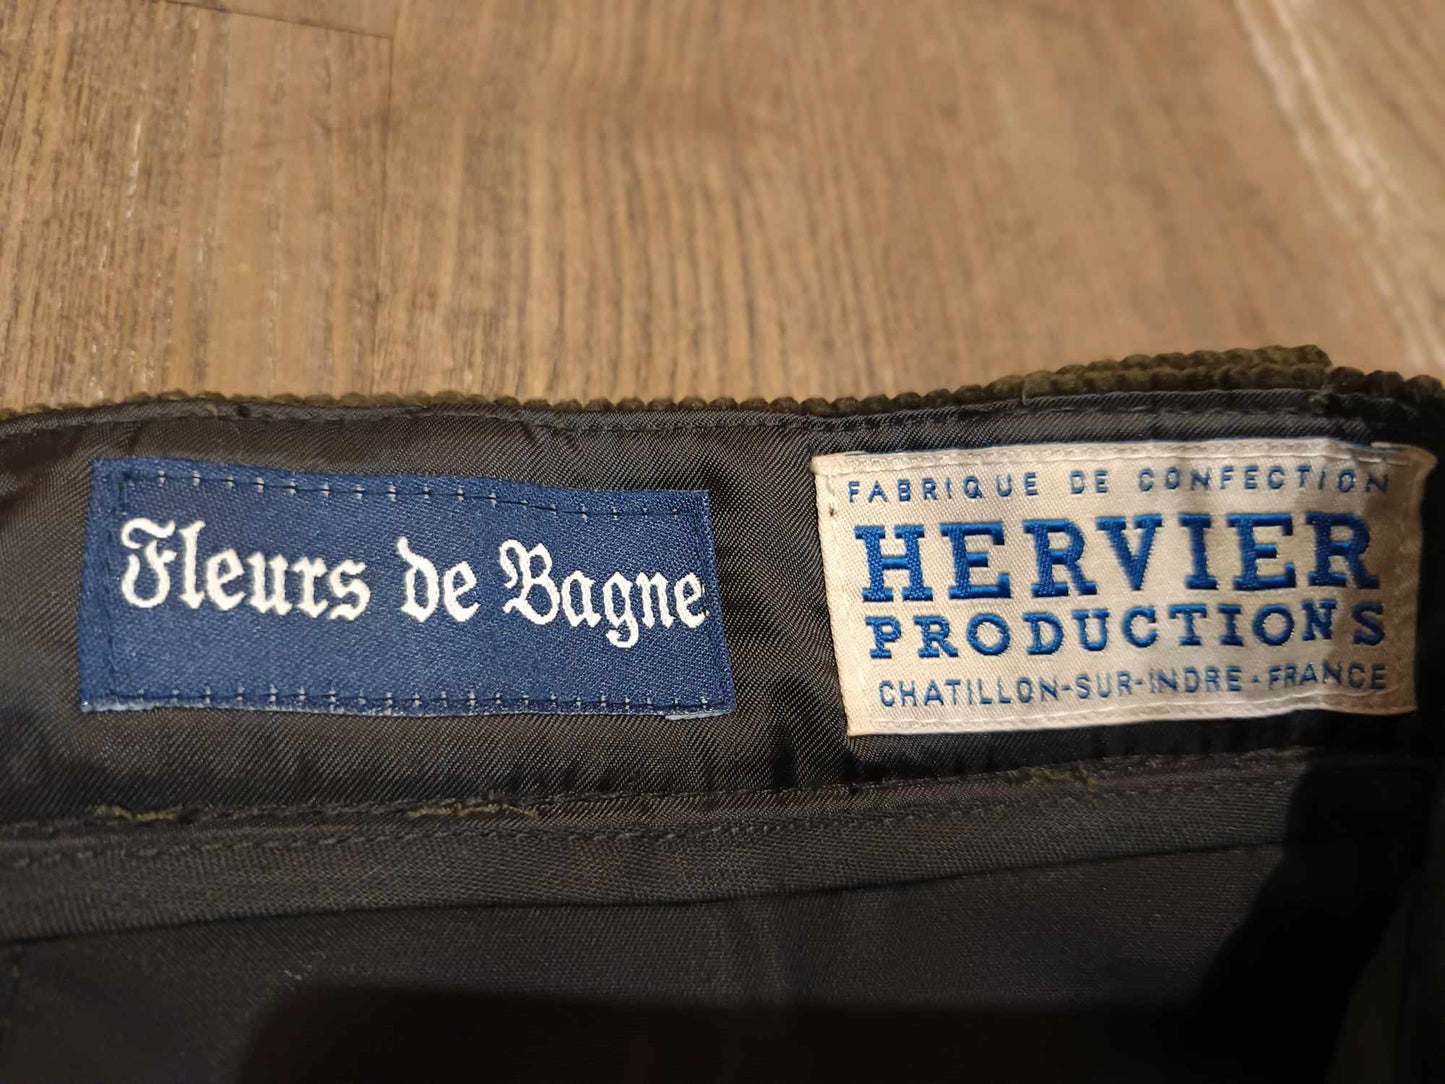 Fleurs de Bagne
FABRIQUE DE CONFECTION
HERVIER
PRODUCTIONS
CHATILLON-SUR-INDRE-FRANCE